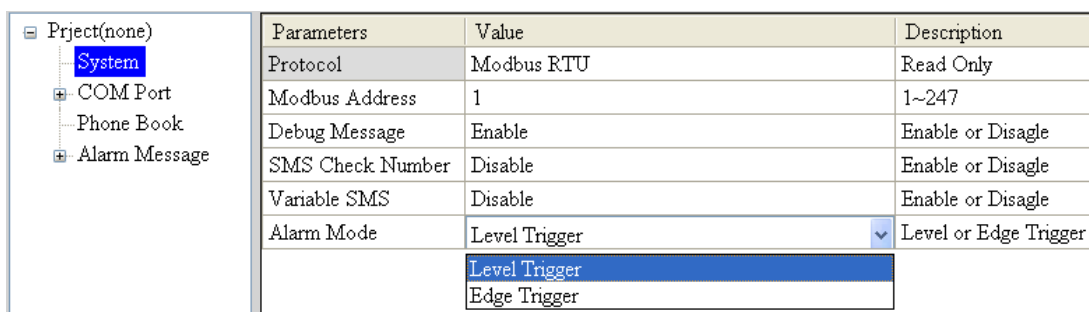 Prject(none)
System
COM Port
Phone Book
Alarm Message
Parameters Value Description
Protocol Modbus RTU Read Only
Modbus Address 1 1~247
Debug Message Enable Enable or Disagle
SMS Check Number Disable Enable or Disagle
Variable SMS Disable Enable or Disagle
Alarm Mode Level Trigger Level or Edge Trigger
Level Trigger
Edge Trigger